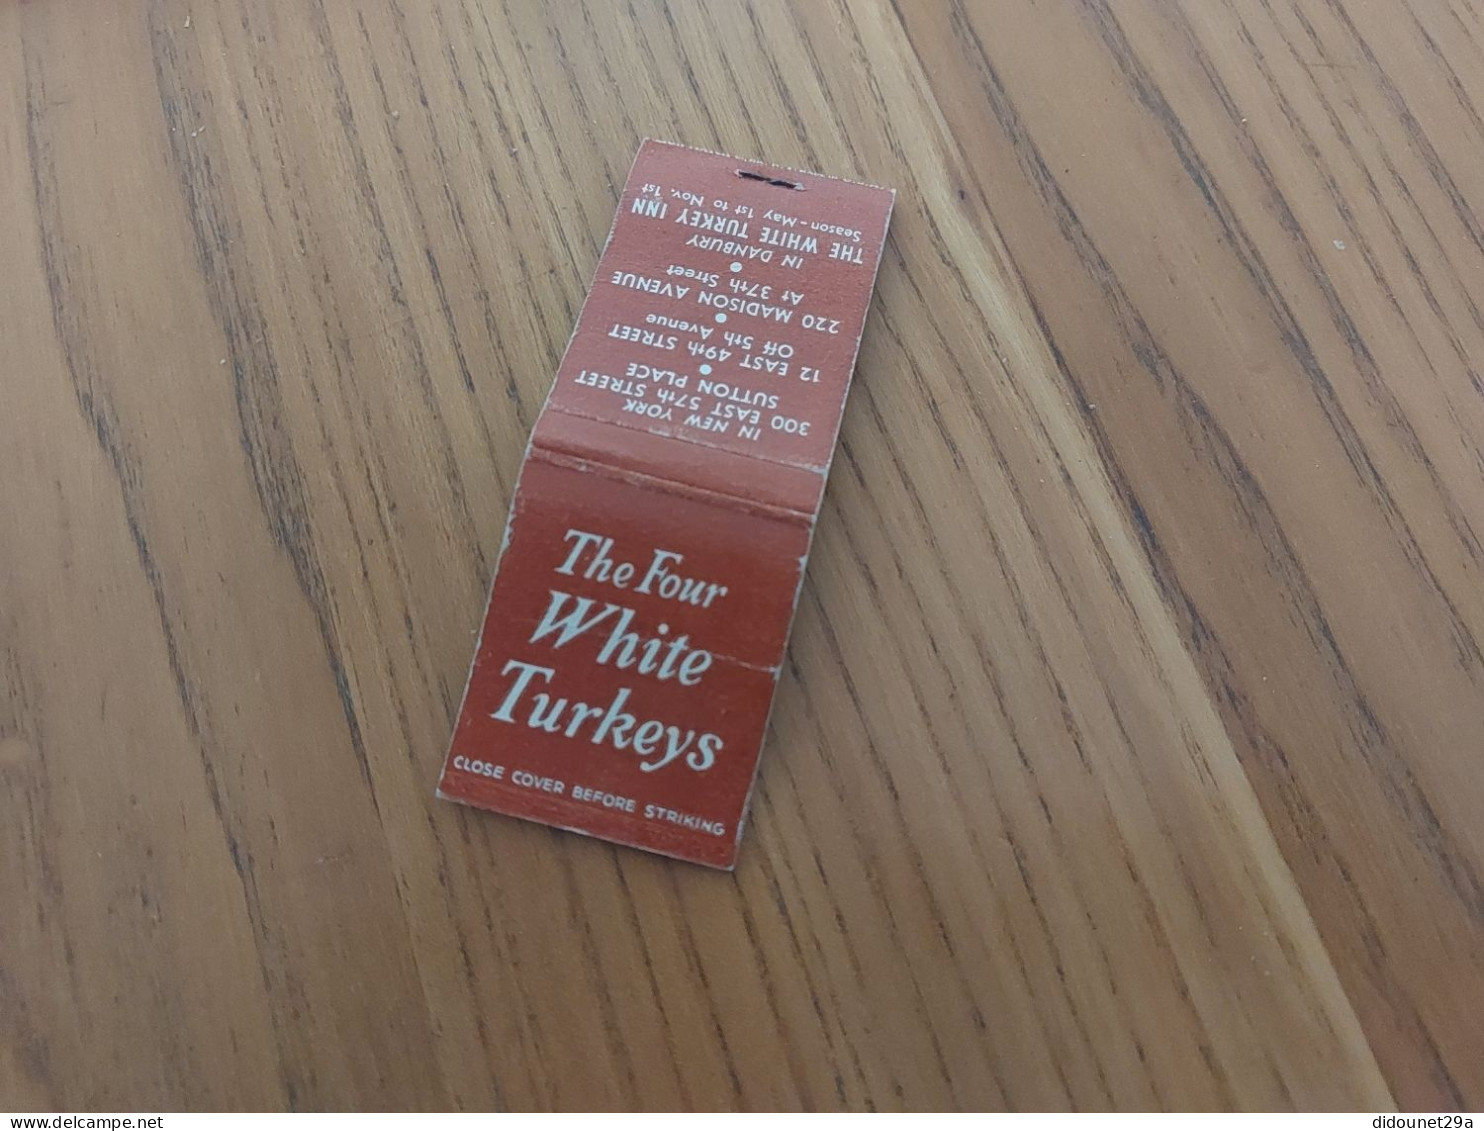 The Four
White
Turkeys
CLOSE COVER BEFORE STRIKING
IN NEW YORK
300 EAST 57th STREET
SUTTON PLACE
•
12 EAST 49th STREET
Off 5th Avenue
•
220 MADISON AVENUE
At 37th Street
•
IN DANBURY
THE WHITE TURKEY INN
Season - May 1st to Nov. 1st
www.delcampe.net
didounet29a